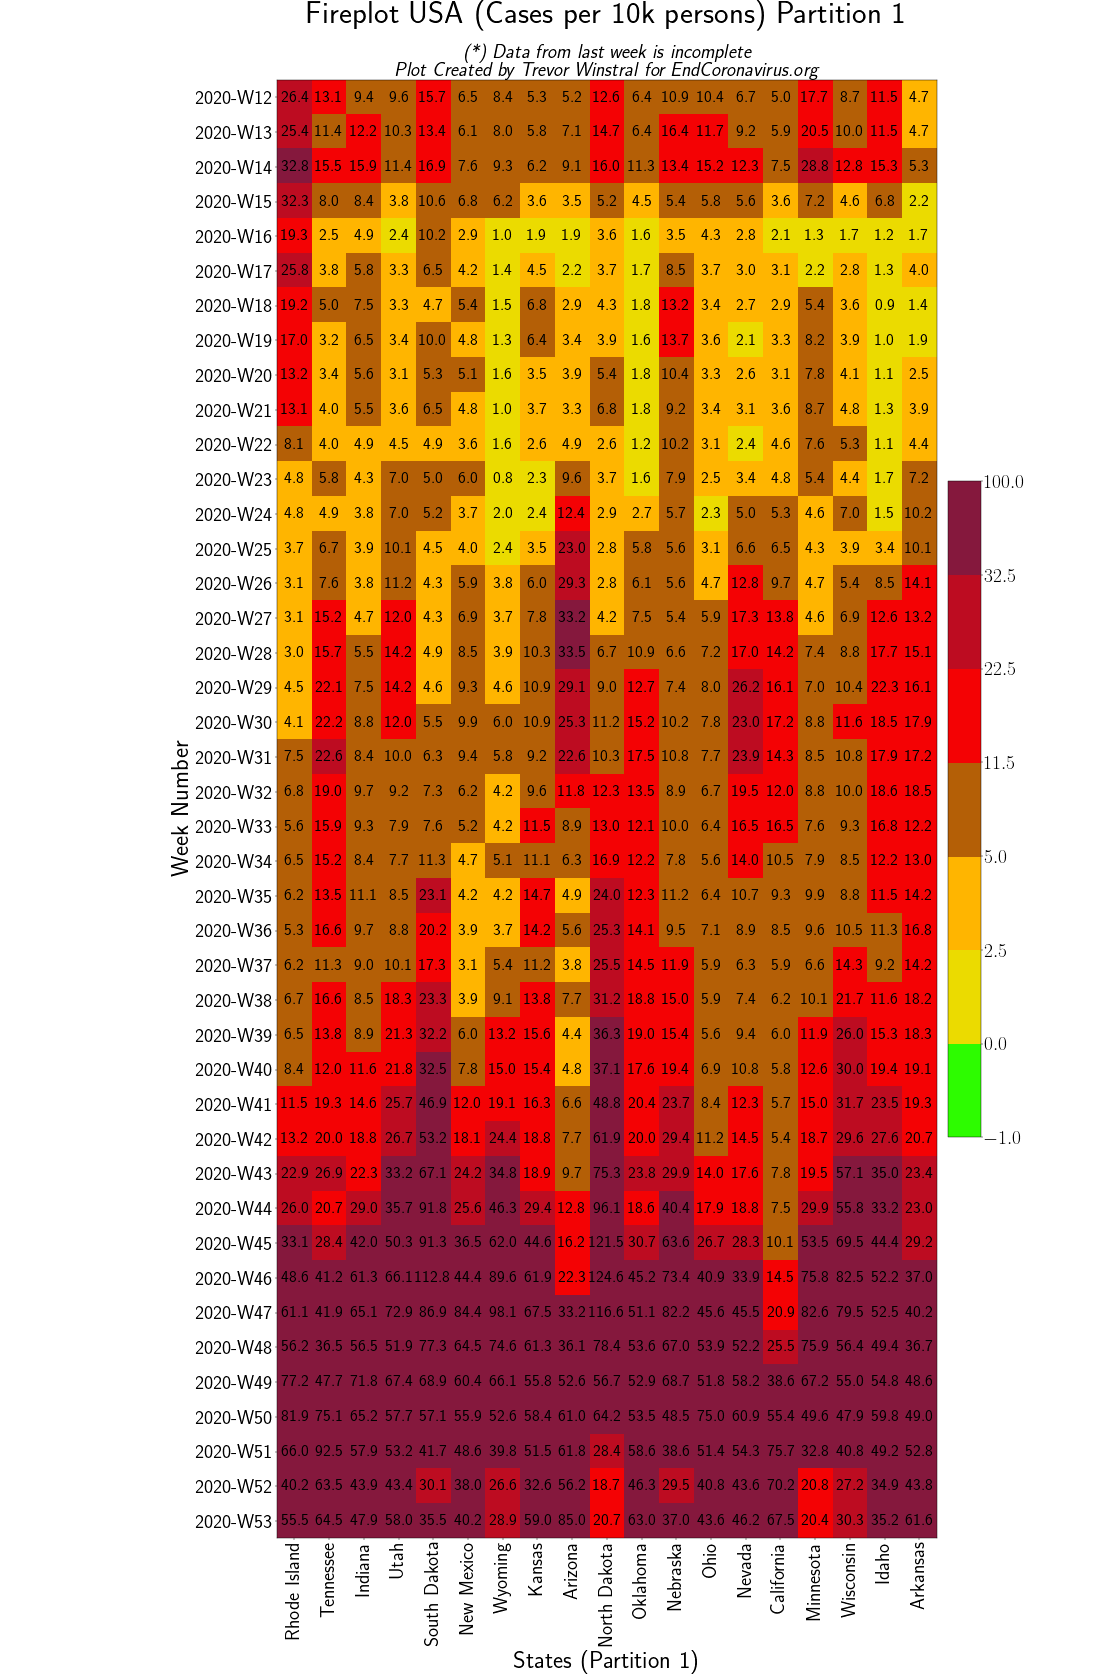 Fireplot USA (Cases per 10k persons) Partition 1
(*) Data from last week is incomplete
Plot Created by Trevor Winstral for EndCoronavirus.org
Week Number
2020-W12 26.4 13.1 9.4 9.6 15.7 6.5 8.4 5.3 5.2 12.6 6.4 10.9 10.4 6.7 5.0 17.7 8.7 11.5 4.7
2020-W13 25.4 11.4 12.2 10.3 13.4 6.1 8.0 5.8 7.1 14.7 6.4 16.4 11.7 9.2 5.9 20.5 10.0 11.5 4.7
2020-W14 32.8 15.5 15.9 11.4 16.9 7.6 9.3 6.2 9.1 16.0 11.3 13.4 15.2 12.3 7.5 28.8 12.8 15.3 5.3
2020-W15 32.3 8.0 8.4 3.8 10.6 6.8 6.2 3.6 3.5 5.2 4.5 5.4 5.8 5.6 3.6 7.2 4.6 6.8 2.2
2020-W16 19.3 2.5 4.9 2.4 10.2 2.9 1.0 1.9 1.9 3.6 1.6 3.5 4.3 2.8 2.1 1.3 1.7 1.2 1.7
2020-W17 25.8 3.8 5.8 3.3 6.5 4.2 1.4 4.5 2.2 3.7 1.7 8.5 3.7 3.0 3.1 2.2 2.8 1.3 4.0
2020-W18 19.2 5.0 7.5 3.3 4.7 5.4 1.5 6.8 2.9 4.3 1.8 13.2 3.4 2.7 2.9 5.4 3.6 0.9 1.4
2020-W19 17.0 3.2 6.5 3.4 10.0 4.8 1.3 6.4 3.4 3.9 1.6 13.7 3.6 2.1 3.3 8.2 3.9 1.0 1.9
2020-W20 13.2 3.4 5.6 3.1 5.3 5.1 1.6 3.5 3.9 5.4 1.8 10.4 3.3 2.6 3.1 7.8 4.1 1.1 2.5
2020-W21 13.1 4.0 5.5 3.6 6.5 4.8 1.0 3.7 3.3 6.8 1.8 9.2 3.4 3.1 3.6 8.7 4.8 1.3 3.9
2020-W22 8.1 4.0 4.9 4.5 4.9 3.6 1.6 2.6 4.9 2.6 1.2 10.2 3.1 2.4 4.6 7.6 5.3 1.1 4.4
2020-W23 4.8 5.8 4.3 7.0 5.0 6.0 0.8 2.3 9.6 3.7 1.6 7.9 2.5 3.4 4.8 5.4 4.4 1.7 7.2
2020-W24 4.8 4.9 3.8 7.0 5.2 3.7 2.0 2.4 12.4 2.9 2.7 5.7 2.3 5.0 5.3 4.6 7.0 1.5 10.2
2020-W25 3.7 6.7 3.9 10.1 4.5 4.0 2.4 3.5 23.0 2.8 5.8 5.6 3.1 6.6 6.5 4.3 3.9 3.4 10.1
2020-W26 3.1 7.6 3.8 11.2 4.3 5.9 3.8 6.0 29.3 2.8 6.1 5.6 4.7 12.8 9.7 4.7 5.4 8.5 14.1
2020-W27 3.1 15.2 4.7 12.0 4.3 6.9 3.7 7.8 33.2 4.2 7.5 5.4 5.9 17.3 13.8 4.6 6.9 12.6 13.2
2020-W28 3.0 15.7 5.5 14.2 4.9 8.5 3.9 10.3 33.5 6.7 10.9 6.6 7.2 17.0 14.2 7.4 8.8 17.7 15.1
2020-W29 4.5 22.1 7.5 14.2 4.6 9.3 4.6 10.9 29.1 9.0 12.7 7.4 8.0 26.2 16.1 7.0 10.4 22.3 16.1
2020-W30 4.1 22.2 8.8 12.0 5.5 9.9 6.0 10.9 25.3 11.2 15.2 10.2 7.8 23.0 17.2 8.8 11.6 18.5 17.9
2020-W31 7.5 22.6 8.4 10.0 6.3 9.4 5.8 9.2 22.6 10.3 17.5 10.8 7.7 23.9 14.3 8.5 10.8 17.9 17.2
2020-W32 6.8 19.0 9.7 9.2 7.3 6.2 4.2 9.6 11.8 12.3 13.5 8.9 6.7 19.5 12.0 8.8 10.0 18.6 18.5
2020-W33 5.6 15.9 9.3 7.9 7.6 5.2 4.2 11.5 8.9 13.0 12.1 10.0 6.4 16.5 16.5 7.6 9.3 16.8 12.2
2020-W34 6.5 15.2 8.4 7.7 11.3 4.7 5.1 11.1 6.3 16.9 12.2 7.8 5.6 14.0 10.5 7.9 8.5 12.2 13.0
2020-W35 6.2 13.5 11.1 8.5 23.1 4.2 4.2 14.7 4.9 24.0 12.3 11.2 6.4 10.7 9.3 9.9 8.8 11.5 14.2
2020-W36 5.3 16.6 9.7 8.8 20.2 3.9 3.7 14.2 5.6 25.3 14.1 9.5 7.1 8.9 8.5 9.6 10.5 11.3 16.8
2020-W37 6.2 11.3 9.0 10.1 17.3 3.1 5.4 11.2 3.8 25.5 14.5 11.9 5.9 6.3 5.9 6.6 14.3 9.2 14.2
2020-W38 6.7 16.6 8.5 18.3 23.3 3.9 9.1 13.8 7.7 31.2 18.8 15.0 5.9 7.4 6.2 10.1 21.7 11.6 18.2
2020-W39 6.5 13.8 8.9 21.3 32.2 6.0 13.2 15.6 4.4 36.3 19.0 15.4 5.6 9.4 6.0 11.9 26.0 15.3 18.3
2020-W40 8.4 12.0 11.6 21.8 32.5 7.8 15.0 15.4 4.8 37.1 17.6 19.4 6.9 10.8 5.8 12.6 30.0 19.4 19.1
2020-W41 11.5 19.3 14.6 25.7 46.9 12.0 19.1 16.3 6.6 48.8 20.4 23.7 8.4 12.3 5.7 15.0 31.7 23.5 19.3
2020-W42 13.2 20.0 18.8 26.7 53.2 18.1 24.4 18.8 7.7 61.9 20.0 29.4 11.2 14.5 5.4 18.7 29.6 27.6 20.7
2020-W43 22.9 26.9 22.3 33.2 67.1 24.2 34.8 18.9 9.7 75.3 23.8 29.9 14.0 17.6 7.8 19.5 57.1 35.0 23.4
2020-W44 26.0 20.7 29.0 35.7 91.8 25.6 46.3 29.4 12.8 96.1 18.6 40.4 17.9 18.8 7.5 29.9 55.8 33.2 23.0
2020-W45 33.1 28.4 42.0 50.3 91.3 36.5 62.0 44.6 16.2 121.5 30.7 63.6 26.7 28.3 10.1 53.5 69.5 44.4 29.2
2020-W46 48.6 41.2 61.3 66.1 112.8 44.4 89.6 61.9 22.3 124.6 45.2 73.4 40.9 33.9 14.5 75.8 82.5 52.2 37.0
2020-W47 61.1 41.9 65.1 72.9 86.9 84.4 98.1 67.5 33.2 116.6 51.1 82.2 45.6 45.5 20.9 82.6 79.5 52.5 40.2
2020-W48 56.2 36.5 56.5 51.9 77.3 64.5 74.6 61.3 36.1 78.4 53.6 67.0 53.9 52.2 25.5 75.9 56.4 49.4 36.7
2020-W49 77.2 47.7 71.8 67.4 68.9 60.4 66.1 55.8 52.6 56.7 52.9 68.7 51.8 58.2 38.6 67.2 55.0 54.8 48.6
2020-W50 81.9 75.1 65.2 57.7 57.1 55.9 52.6 58.4 61.0 64.2 53.5 48.5 75.0 60.9 55.4 49.6 47.9 59.8 49.0
2020-W51 66.0 92.5 57.9 53.2 41.7 48.6 39.8 51.5 61.8 28.4 58.6 38.6 51.4 54.3 75.7 32.8 40.8 49.2 52.8
2020-W52 40.2 63.5 43.9 43.4 30.1 38.0 26.6 32.6 56.2 18.7 46.3 29.5 40.8 43.6 70.2 20.8 27.2 34.9 43.8
2020-W53 55.5 64.5 47.9 58.0 35.5 40.2 28.9 59.0 85.0 20.7 63.0 37.0 43.6 46.2 67.5 20.4 30.3 35.2 61.6
Rhode Island Tennessee Indiana Utah South Dakota New Mexico Wyoming Kansas Arizona North Dakota Oklahoma Nebraska Ohio Nevada California Minnesota Wisconsin Idaho Arkansas
States (Partition 1)
100.0
32.5
22.5
11.5
5.0
2.5
0.0
−1.0